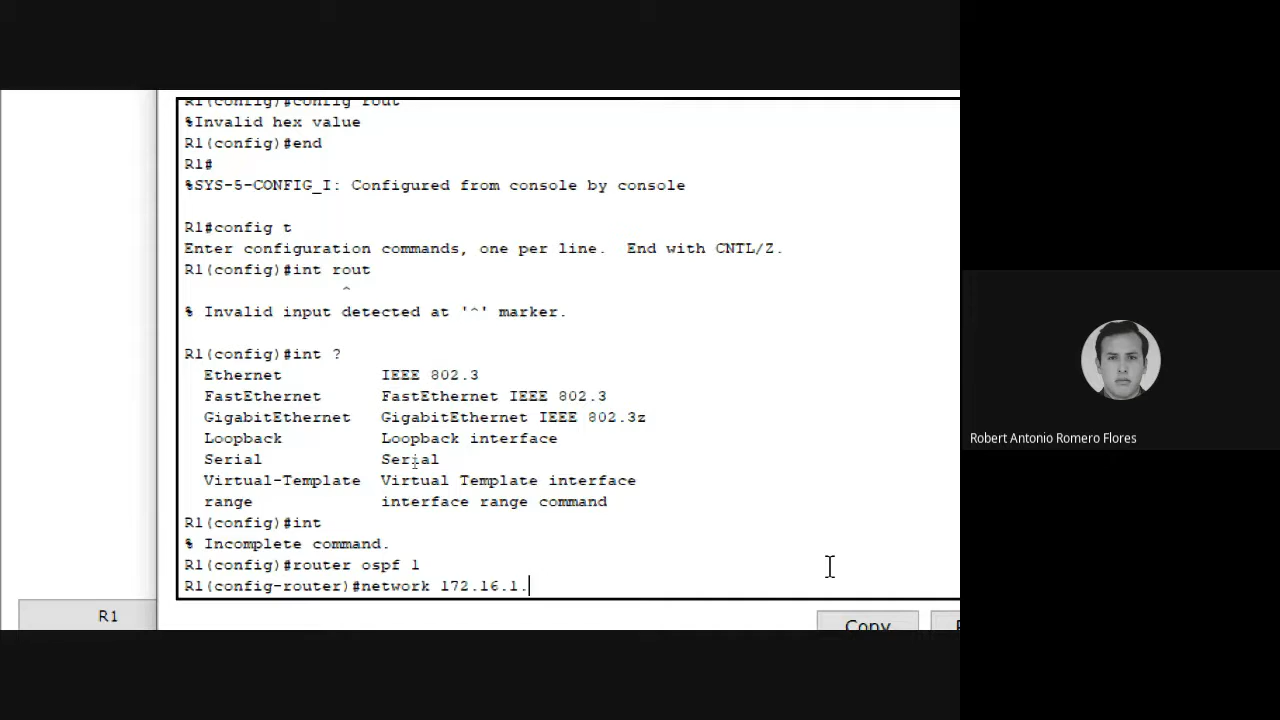 R1(config)#config rout
%Invalid hex value
R1(config)#end
R1#
%SYS-5-CONFIG_I: Configured from console by console
R1#config t
Enter configuration commands, one per line.  End with CNTL/Z.
R1(config)#int rout
^
% Invalid input detected at '^' marker.
R1(config)#int ?
Ethernet IEEE 802.3
FastEthernet FastEthernet IEEE 802.3
GigabitEthernet GigabitEthernet IEEE 802.3z
Loopback Loopback interface
Serial Serial
Virtual-Template Virtual Template interface
range interface range command
R1(config)#int
% Incomplete command.
R1(config)#router ospf 1
R1(config-router)#network 172.16.1.
R1
Copy
Robert Antonio Romero Flores